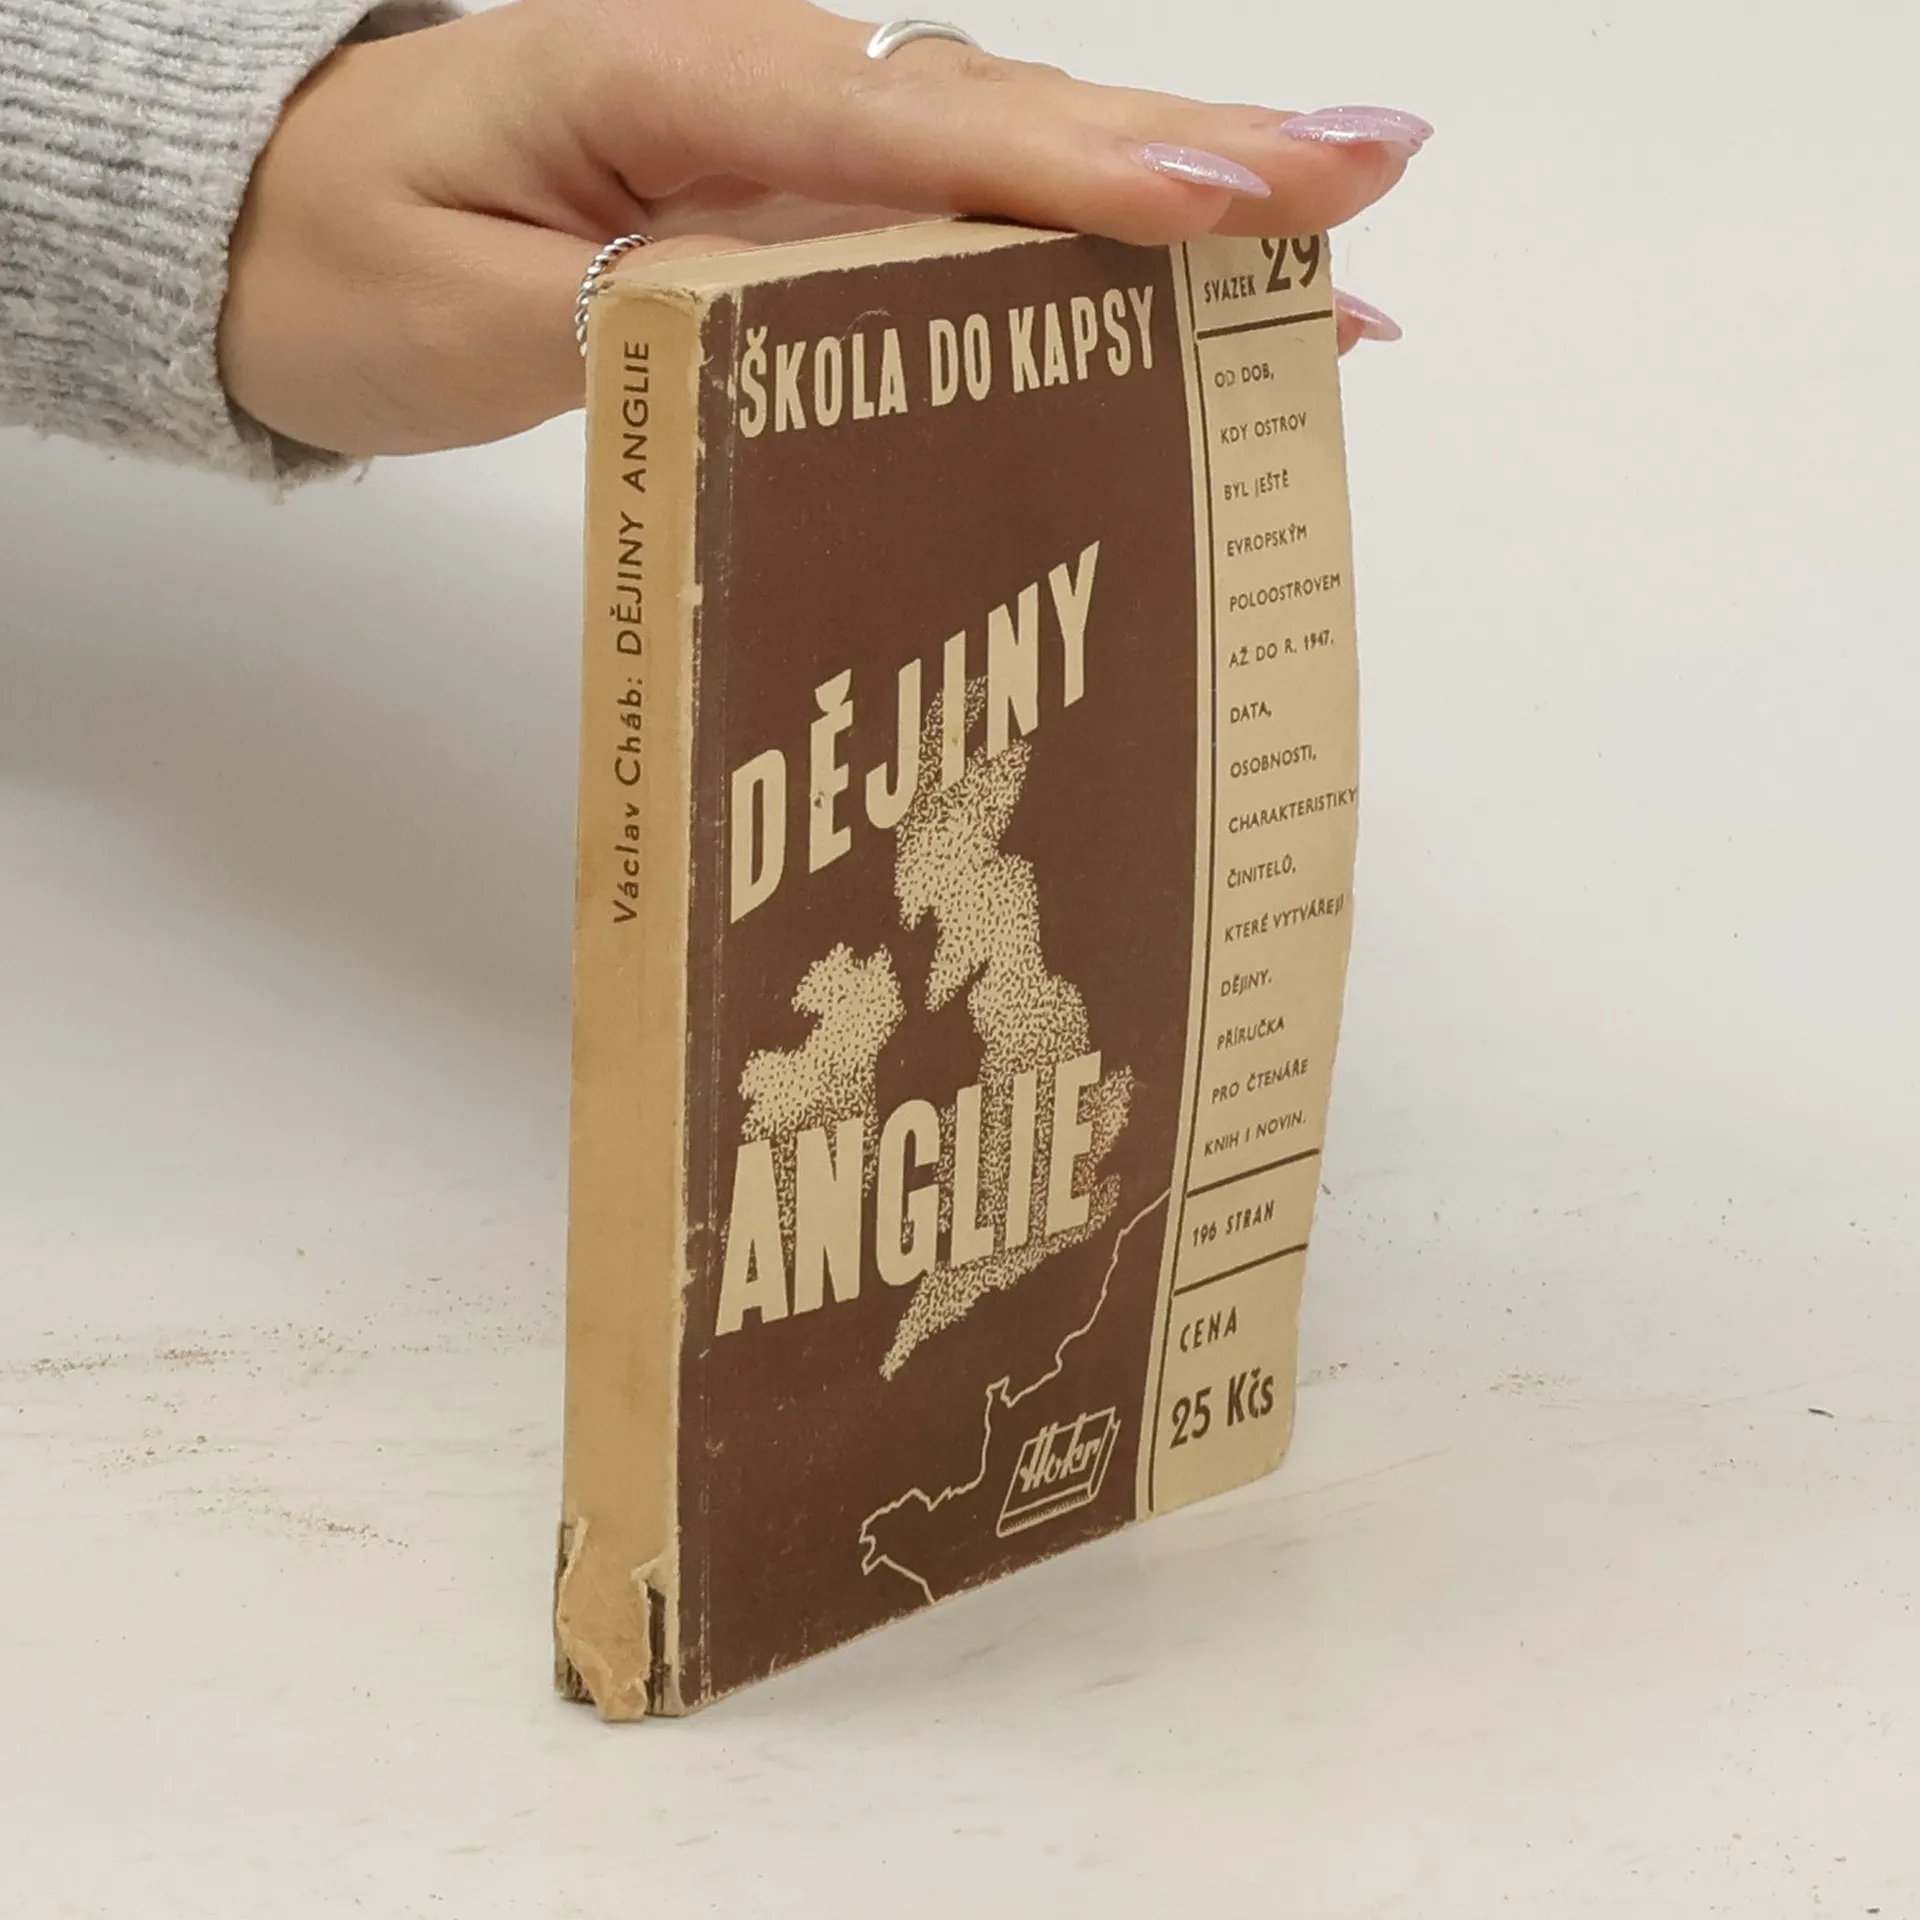 Václav Cháb: DĚJINY ANGLIE
ŠKOLA DO KAPSY
DĚJINY
ANGLIE
Hokr
SVAZEK 29
OD DOB,
KDY OSTROV
BYL JEŠTĚ
EVROPSKÝM
POLOOSTROVEM
AŽ DO R. 1947.
DATA,
OSOBNOSTI,
CHARAKTERISTIKY
ČINITELŮ,
KTERÉ VYTVÁŘEJÍ
DĚJINY.
PŘÍRUČKA
PRO ČTENÁŘE
KNIH I NOVIN.
196 STRAN
CENA
25 Kčs